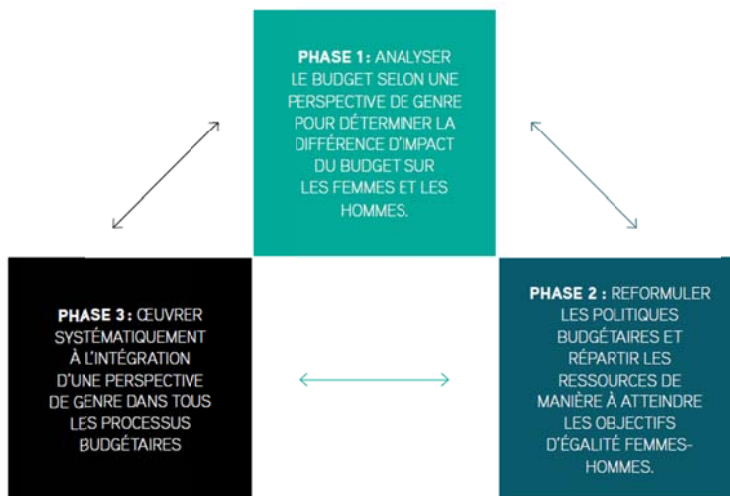 PHASE 1 : ANALYSER
LE BUDGET SELON UNE
PERSPECTIVE DE GENRE
POUR DÉTERMINER LA
DIFFÉRENCE D'IMPACT
DU BUDGET SUR
LES FEMMES ET LES
HOMMES.
PHASE 2 : REFORMULER
LES POLITIQUES
BUDGÉTAIRES ET
RÉPARTIR LES
RESSOURCES DE
MANIÈRE À ATTEINDRE
LES OBJECTIFS
D'ÉGALITÉ FEMMES-
HOMMES.
PHASE 3 : ŒUVRER
SYSTÉMATIQUEMENT
À L'INTÉGRATION
D'UNE PERSPECTIVE
DE GENRE DANS TOUS
LES PROCESSUS
BUDGÉTAIRES